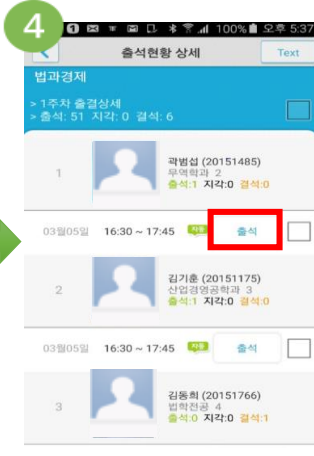 4
100% 오후 5:37
출석현황 상세
Text
법과경제
> 1주차 출결상세
> 출석: 51 지각: 0 결석: 6
1
곽범섭 (20151485)
무역학과 2
출석:1 지각:0 결석:0
03월05일 16:30 ~ 17:45 자동 출석
2
김기훈 (20151175)
산업경영공학과 3
출석:1 지각:0 결석:0
03월05일 16:30 ~ 17:45 자동 출석
3
김동희 (20151766)
법학전공 4
출석:0 지각:0 결석:1